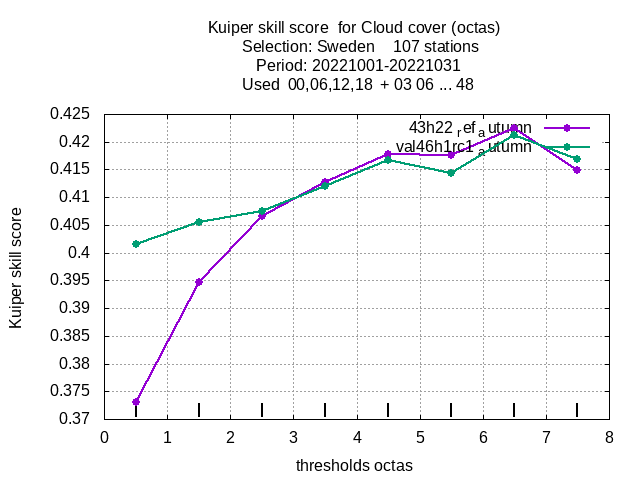 Kuiper skill score  for Cloud cover (octas)
Selection: Sweden    107 stations
Period: 20221001-20221031
Used  00,06,12,18  + 03 06 ... 48
43h22_ref_autumn
val46h1rc1_autumn
0.425
0.42
0.415
0.41
0.405
0.4
0.395
0.39
0.385
0.38
0.375
0.37
Kuiper skill score
0 1 2 3 4 5 6 7 8
thresholds octas